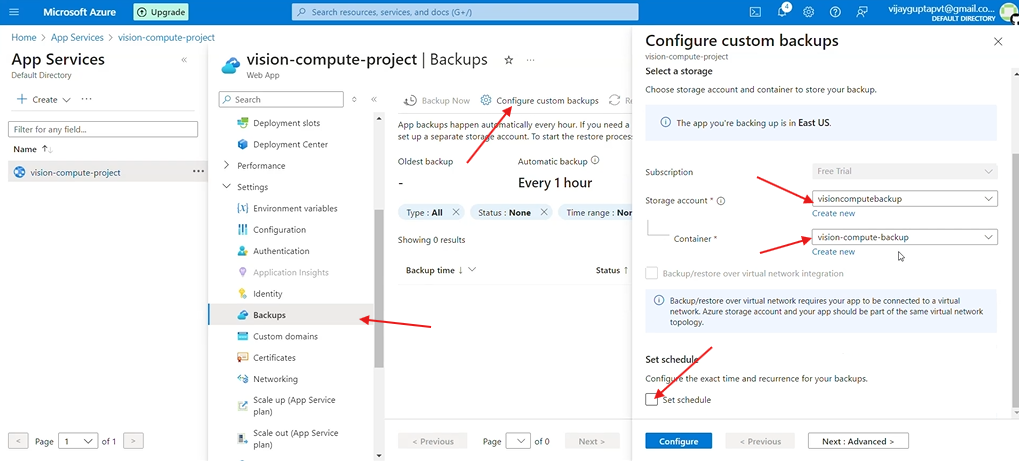 Microsoft Azure
Upgrade
Search resources, services, and docs (G+/)
4
vijayguptapvt@gmail.co...
DEFAULT DIRECTORY
Home > App Services > vision-compute-project
App Services
Default Directory
Create
Filter for any field...
Name
vision-compute-project
Page 1 of 1
vision-compute-project | Backups
Web App
Search
Deployment slots
Deployment Center
Performance
Settings
Environment variables
Configuration
Authentication
Application Insights
Identity
Backups
Custom domains
Certificates
Networking
Scale up (App Service
plan)
Scale out (App Service
plan)
Backup Now
Configure custom backups
App backups happen automatically every hour. If you need a
set up a separate storage account. To start the restore proces
Oldest backup
Automatic backup
-
Every 1 hour
Type : All
Status : None
Time range : Nor
Showing 0 results
Backup time
Status
< Previous
Page
of 0
Next >
Configure custom backups
vision-compute-project
Select a storage
Choose storage account and container to store your backup.
The app you're backing up is in East US.
Subscription
Free Trial
Storage account *
visioncomputebackup
Create new
Container *
vision-compute-backup
Create new
Backup/restore over virtual network integration
Backup/restore over virtual network requires your app to be connected to a virtual
network. Azure storage account and your app should be part of the same virtual network
topology.
Set schedule
Configure the exact time and recurrence for your backups.
Set schedule
Configure
< Previous
Next : Advanced >